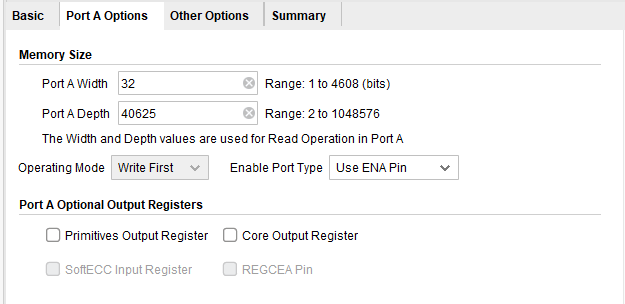 Basic Port A Options Other Options Summary
Memory Size
Port A Width 32 Range: 1 to 4608 (bits)
Port A Depth 40625 Range: 2 to 1048576
The Width and Depth values are used for Read Operation in Port A
Operating Mode Write First Enable Port Type Use ENA Pin
Port A Optional Output Registers
Primitives Output Register Core Output Register
SoftECC Input Register REGCEA Pin